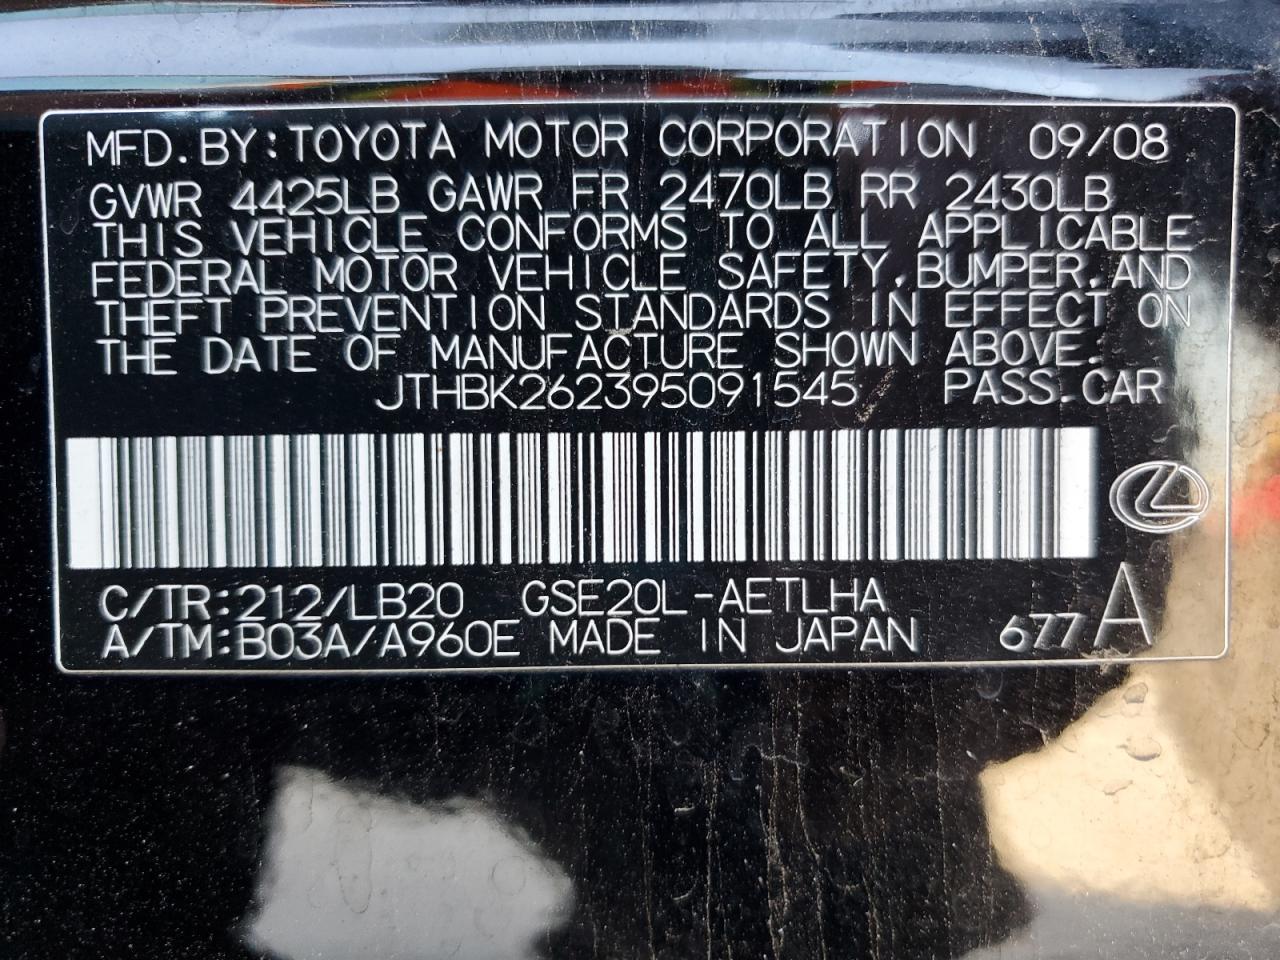 MFD. BY: TOYOTA MOTOR CORPORATION 09/08
GVWR 4425LB GAWR FR 2470LB RR 2430LB
THIS VEHICLE CONFORMS TO ALL APPLICABLE
FEDERAL MOTOR VEHICLE SAFETY, BUMPER, AND
THEFT PREVENTION STANDARDS IN EFFECT ON
THE DATE OF MANUFACTURE SHOWN ABOVE.
JTHBK262395091545 PASS. CAR
C/TR:212/LB20 GSE20L-AETLHA
A/TM:B03A/A960E MADE IN JAPAN 677 A